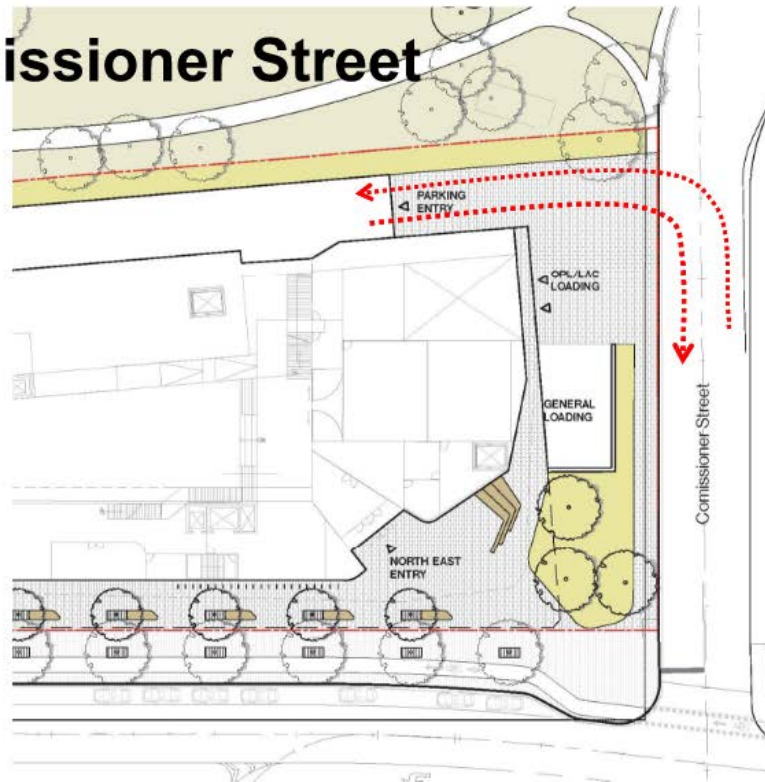 issioner Street
PARKING
ENTRY
OPL/LAC
LOADING
GENERAL
LOADING
Comissioner Street
NORTH EAST
ENTRY